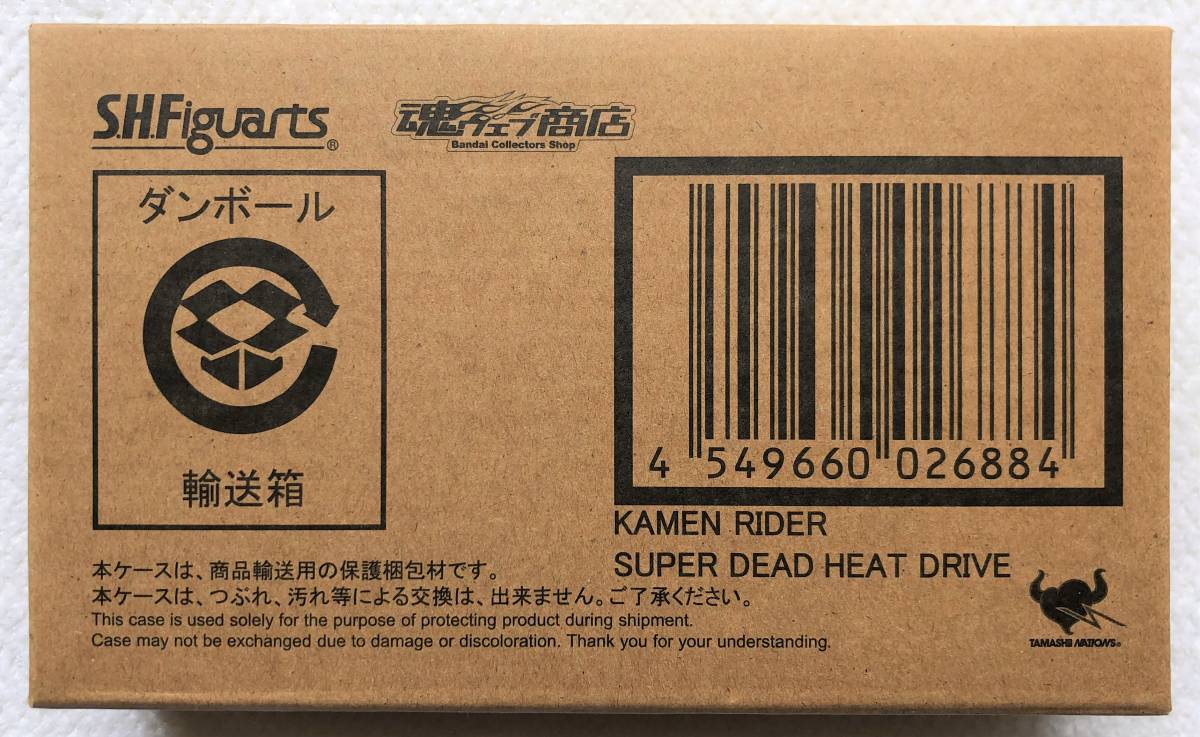 S.H.Figuarts®
魂ウェブ商店
Bandai Collectors Shop
ダンボール
輸送箱
4 549660 026884
KAMEN RIDER
SUPER DEAD HEAT DRIVE
本ケースは、商品輸送用の保護梱包材です。
本ケースは、つぶれ、汚れ等による交換は、出来ません。ご了承ください。
This case is used solely for the purpose of protecting product during shipment.
Case may not be exchanged due to damage or discoloration. Thank you for your understanding.
TAMASHII NATIONS®